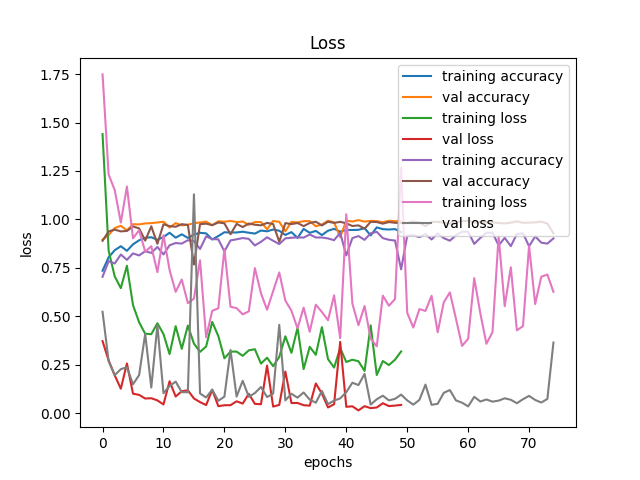 Loss
1.75
1.50
1.25
1.00
0.75
0.50
0.25
0.00
loss
training accuracy
val accuracy
training loss
val loss
training accuracy
val accuracy
training loss
val loss
0 10 20 30 40 50 60 70
epochs